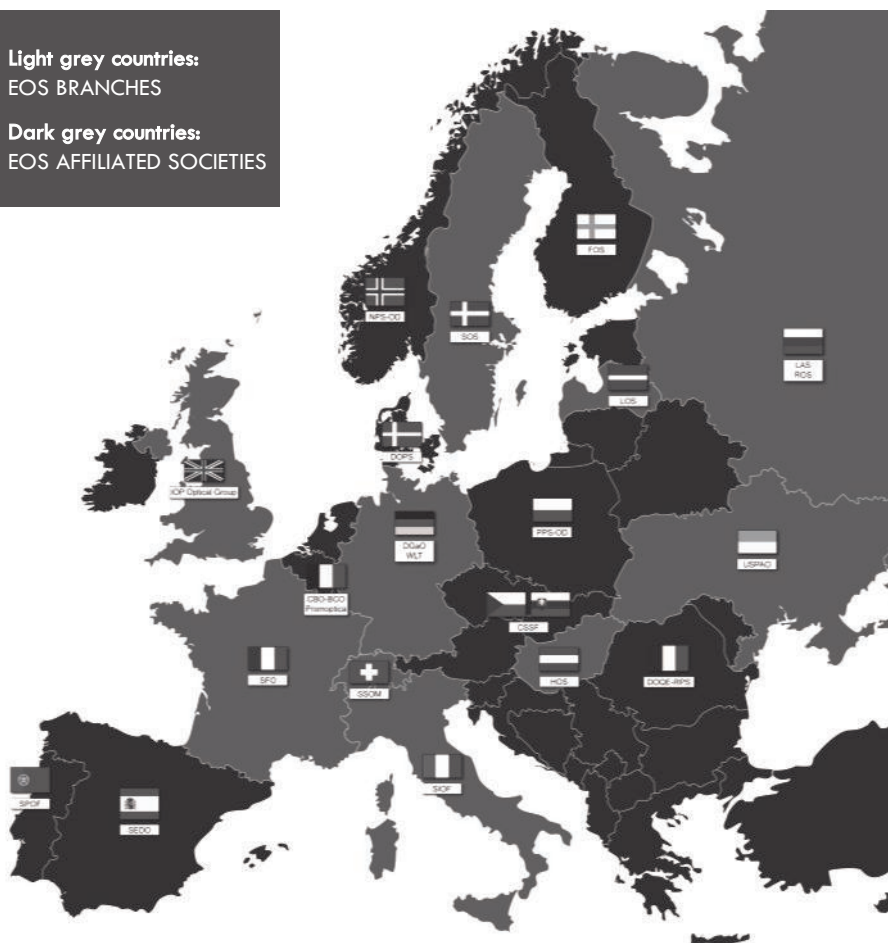 Light grey countries:
EOS BRANCHES
Dark grey countries:
EOS AFFILIATED SOCIETIES
FOS
NPS-OD
SOS
LAS
ROS
LOS
DOPS
IOP Optical Group
PPS-OD
DGaO
WLT
USPAO
CBO-BCO
Promoptica
CSSF
SFO
SSOM
HOS
DOQE-RPS
SIOF
SPOF
SEDO